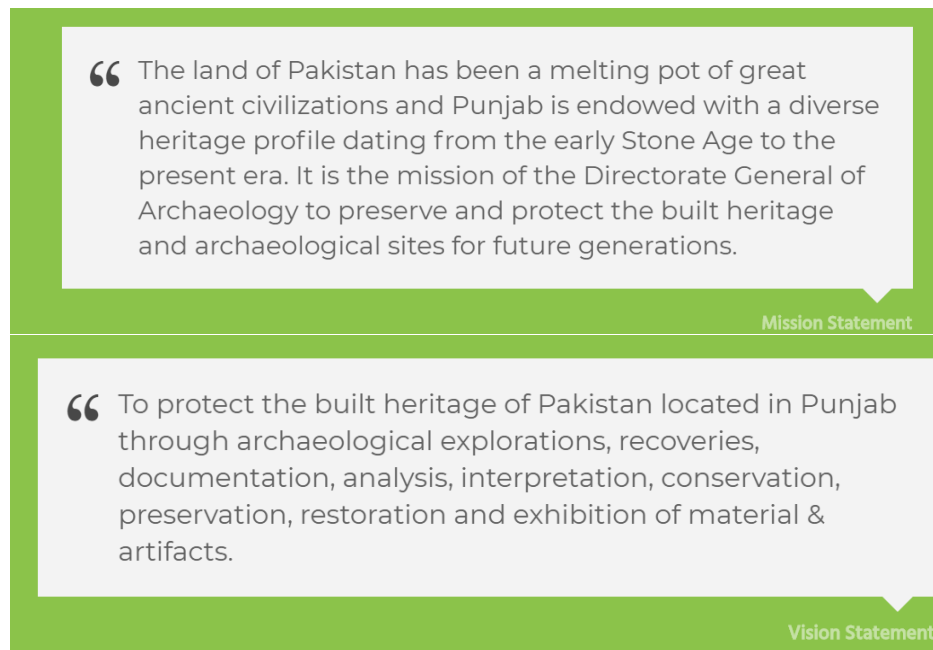 “ The land of Pakistan has been a melting pot of great
ancient civilizations and Punjab is endowed with a diverse
heritage profile dating from the early Stone Age to the
present era. It is the mission of the Directorate General of
Archaeology to preserve and protect the built heritage
and archaeological sites for future generations.
Mission Statement
“ To protect the built heritage of Pakistan located in Punjab
through archaeological explorations, recoveries,
documentation, analysis, interpretation, conservation,
preservation, restoration and exhibition of material &
artifacts.
Vision Statement